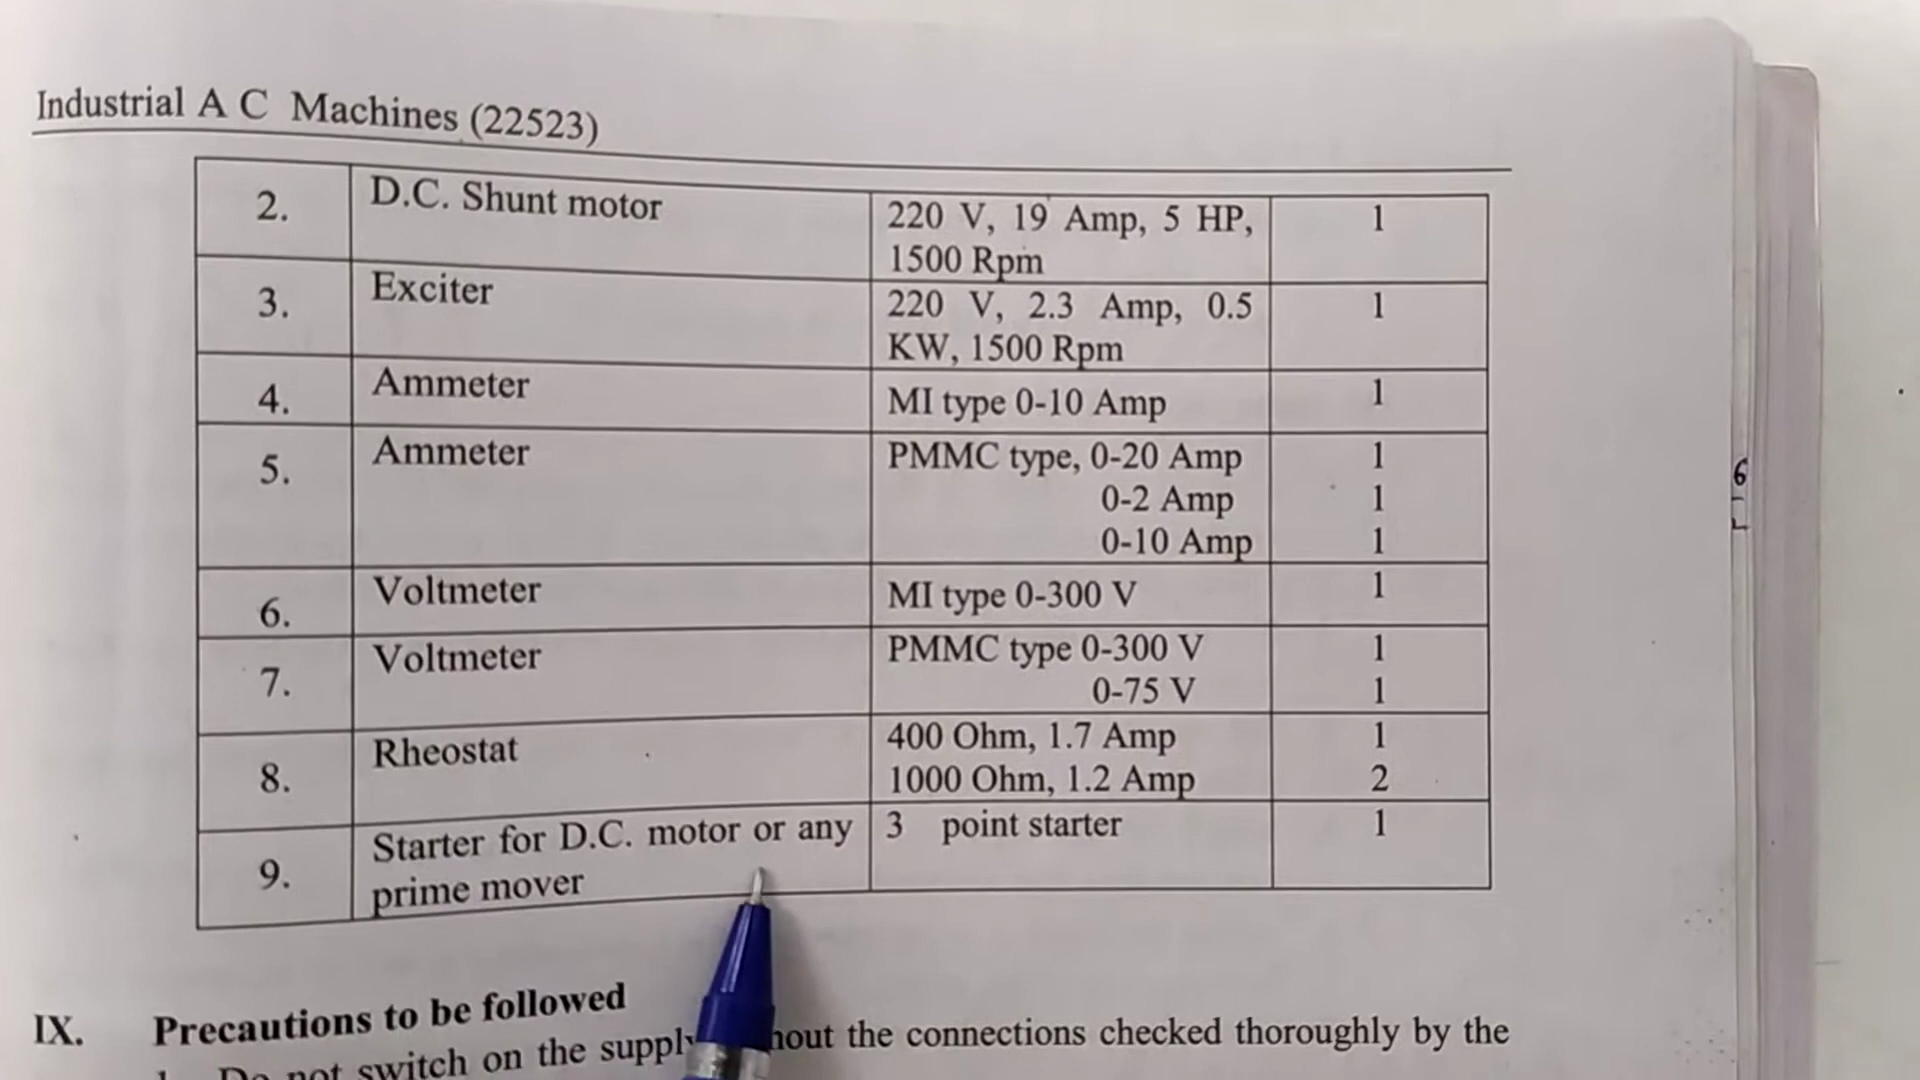 Industrial A C Machines (22523)
2. D.C. Shunt motor 220 V, 19 Amp, 5 HP, 1
1500 Rpm
3. Exciter 220 V, 2.3 Amp, 0.5 1
KW, 1500 Rpm
4. Ammeter MI type 0-10 Amp 1
5. Ammeter PMMC type, 0-20 Amp 1
0-2 Amp 1
0-10 Amp 1
6. Voltmeter MI type 0-300 V 1
7. Voltmeter PMMC type 0-300 V 1
0-75 V 1
8. Rheostat 400 Ohm, 1.7 Amp 1
1000 Ohm, 1.2 Amp 2
9. Starter for D.C. motor or any 3 point starter 1
prime mover
6
IX. Precautions to be followed
Do not switch on the the connections checked thoroughly by the